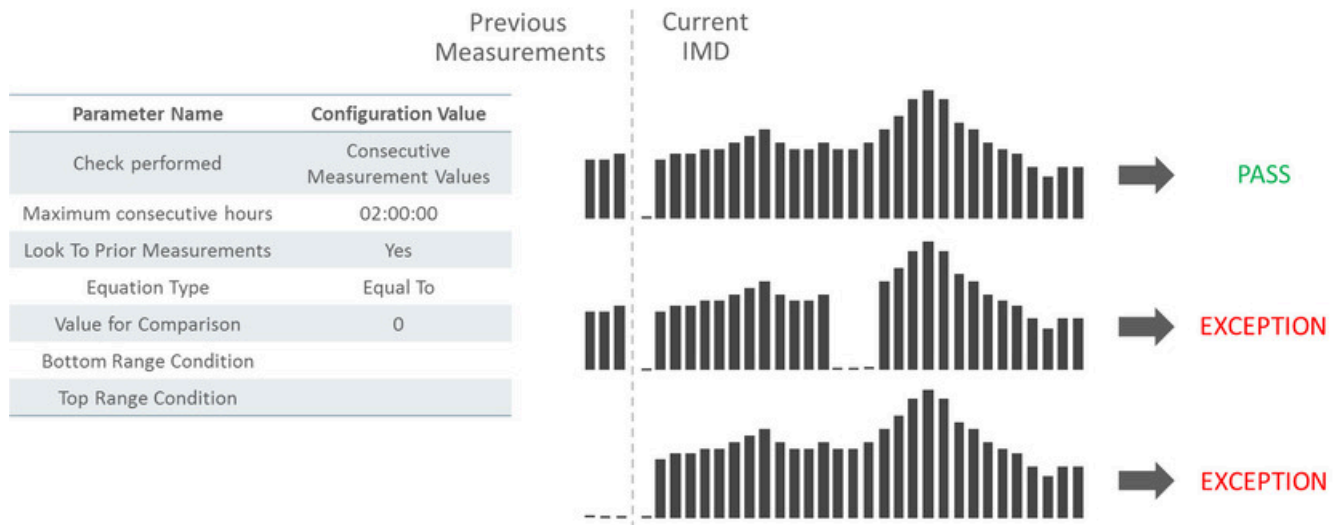 Previous
Measurements
Current
IMD
Parameter Name Configuration Value
Check performed Consecutive
Measurement Values
Maximum consecutive hours 02:00:00
Look To Prior Measurements Yes
Equation Type Equal To
Value for Comparison 0
Bottom Range Condition
Top Range Condition
PASS
EXCEPTION
EXCEPTION